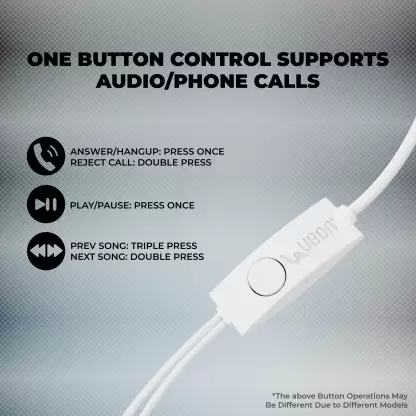 ONE BUTTON CONTROL SUPPORTS
AUDIO/PHONE CALLS
ANSWER/HANGUP: PRESS ONCE
REJECT CALL: DOUBLE PRESS
PLAY/PAUSE: PRESS ONCE
PREV SONG: TRIPLE PRESS
NEXT SONG: DOUBLE PRESS
UBON
*The above Button Operations May
Be Different Due to Different Models